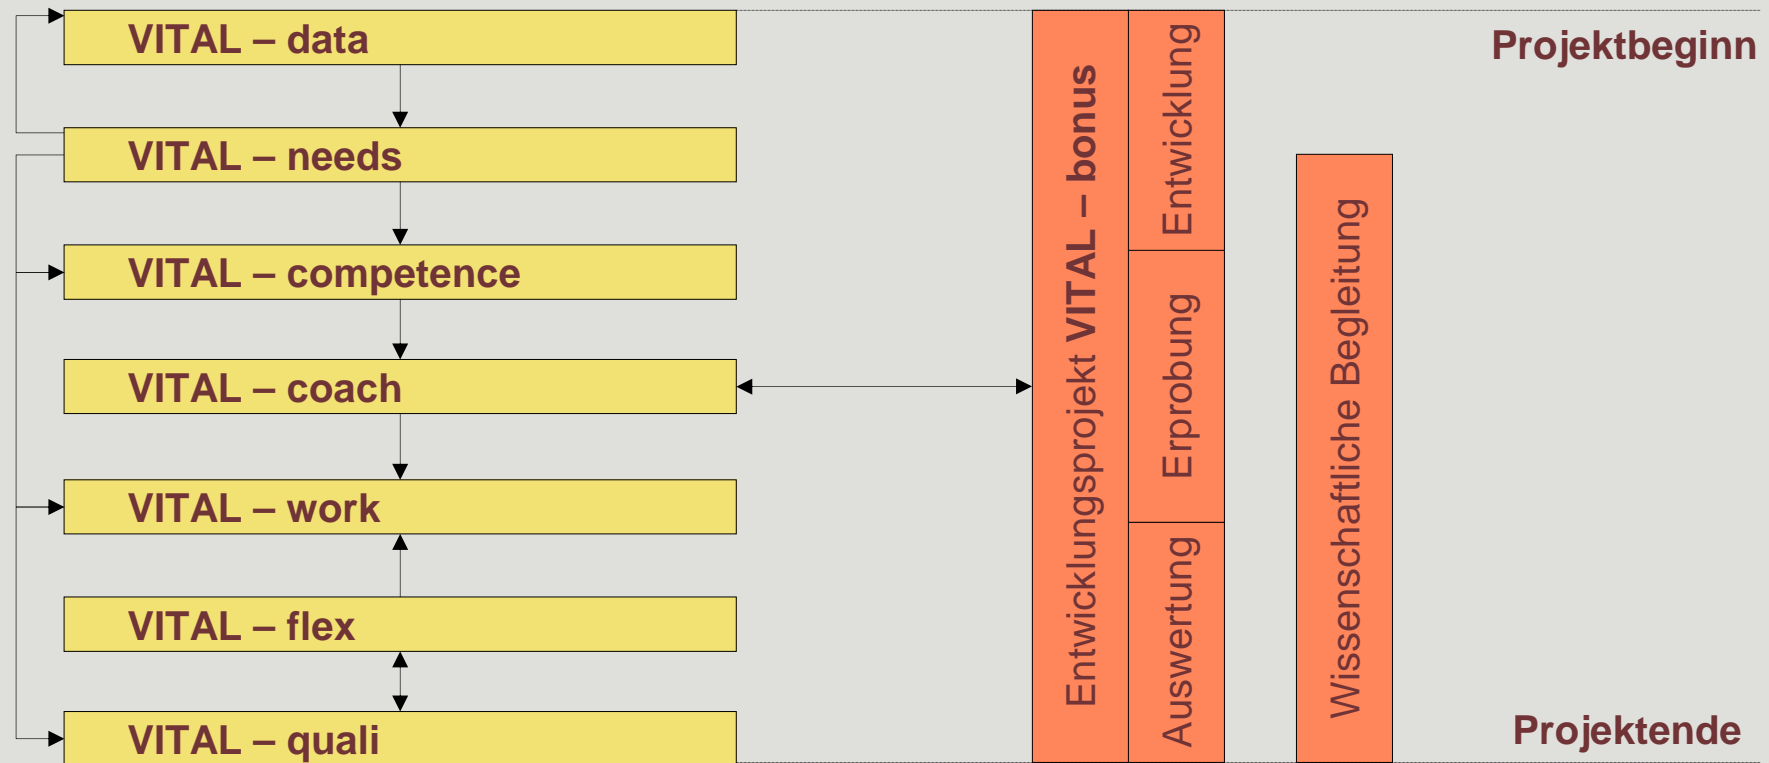 VITAL – data
VITAL – needs
VITAL – competence
VITAL – coach
VITAL – work
VITAL – flex
VITAL – quali
Entwicklungsprojekt VITAL – bonus
Entwicklung
Erprobung
Auswertung
Wissenschaftliche Begleitung
Projektbeginn
Projektende